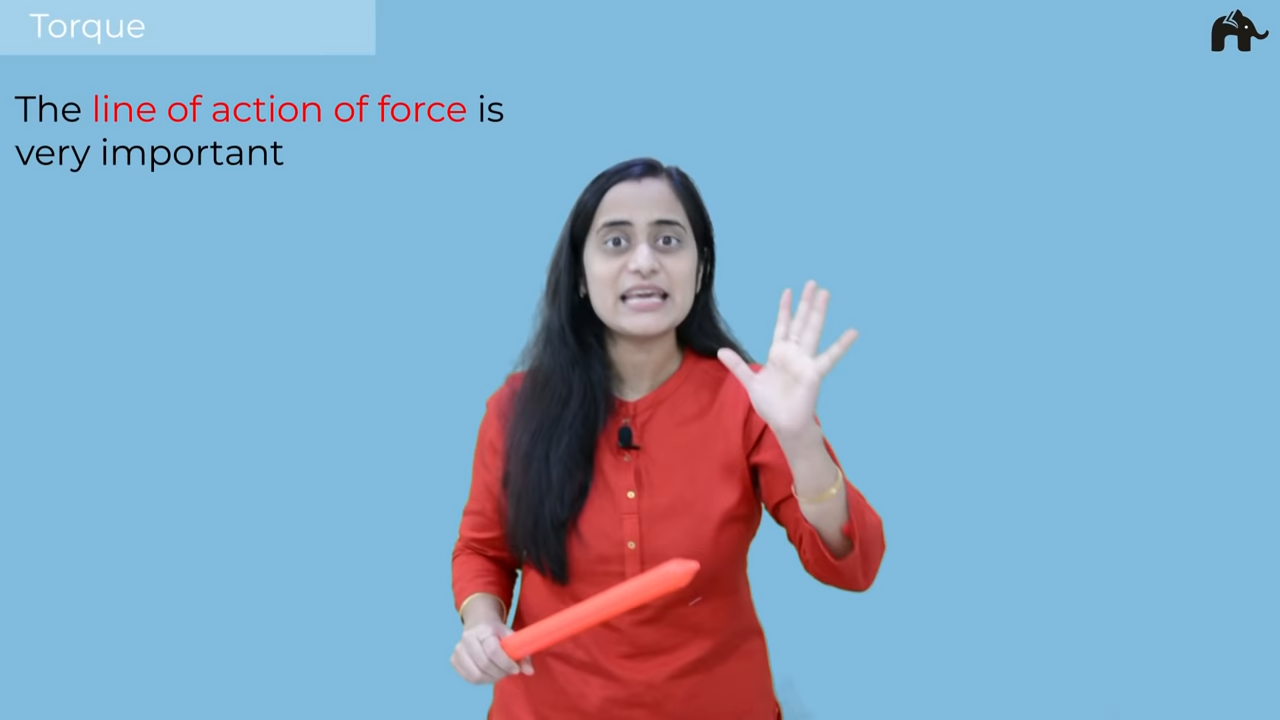 Torque
The line of action of force is
very important